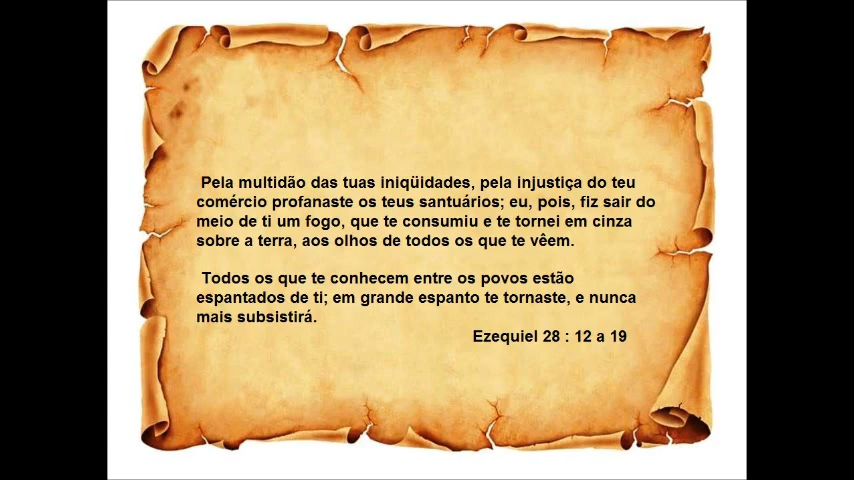 Pela multidão das tuas iniqüidades, pela injustiça do teu
comércio profanaste os teus santuários; eu, pois, fiz sair do
meio de ti um fogo, que te consumiu e te tornei em cinza
sobre a terra, aos olhos de todos os que te vêem.
Todos os que te conhecem entre os povos estão
espantados de ti; em grande espanto te tornaste, e nunca
mais subsistirá.
Ezequiel 28 : 12 a 19